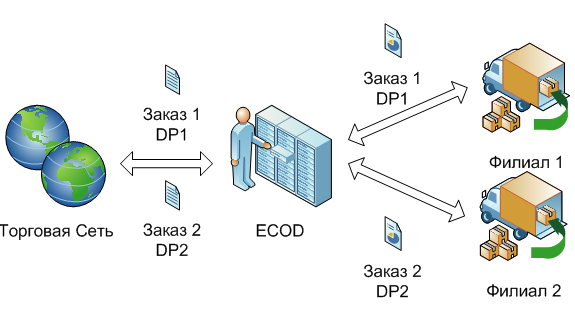 Заказ 1
DP1
Заказ 1
DP1
Филиал 1
Торговая Сеть
Заказ 2
DP2
ECOD
Заказ 2
DP2
Филиал 2